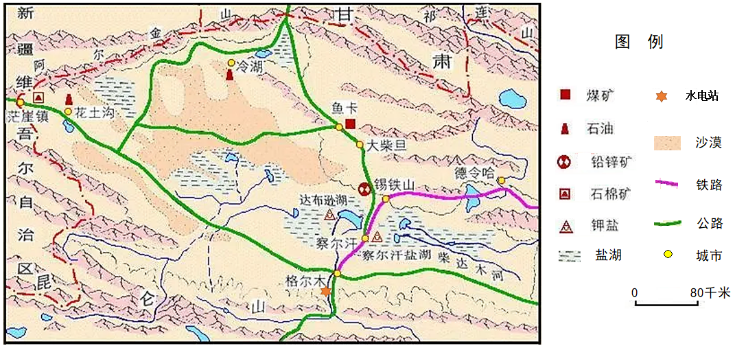 新疆维吾尔自治区
阿尔金山
甘肃
祁连山
冷湖
茫崖镇
花土沟
鱼卡
大柴旦
锡铁山
德令哈
达布逊湖
察尔汗
察尔汗盐湖
柴达木河
格尔木
昆仑山
图 例
煤矿
水电站
石油
沙漠
铅锌矿
铁路
石棉矿
公路
钾盐
城市
盐湖
0 80千米